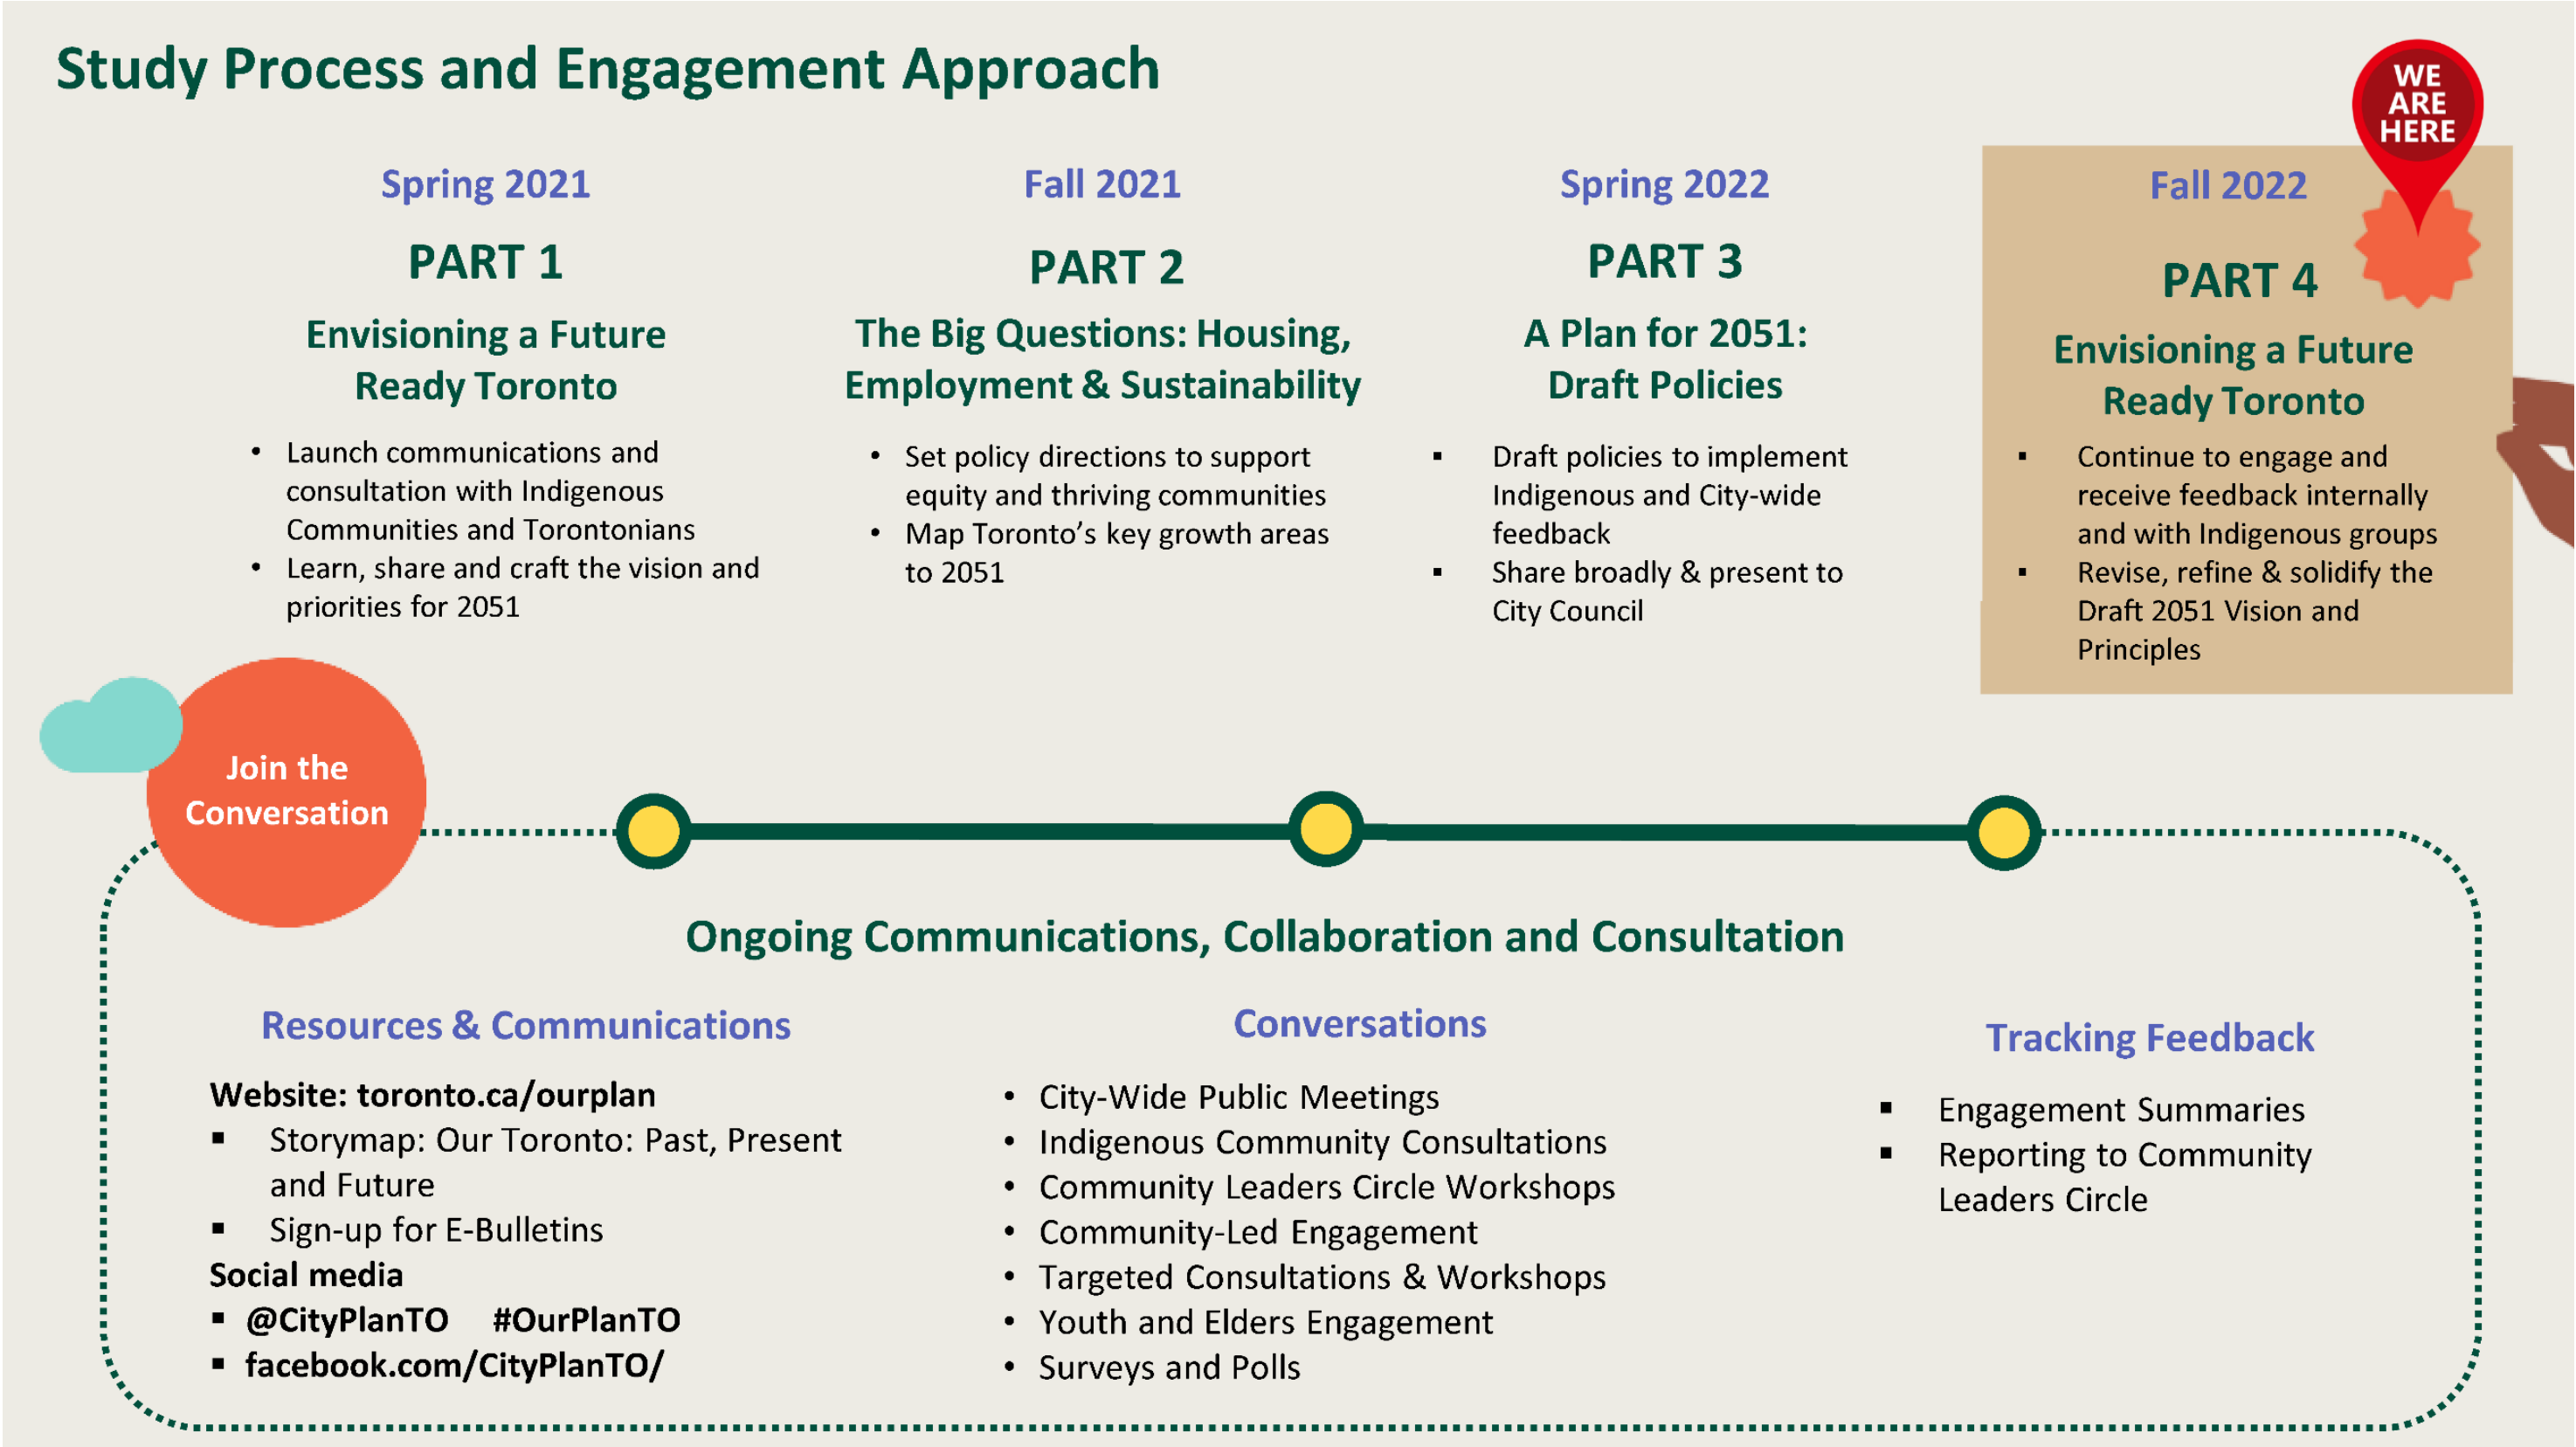 Study Process and Engagement Approach
WE
ARE
HERE
Spring 2021
PART 1
Envisioning a Future
Ready Toronto
• Launch communications and
consultation with Indigenous
Communities and Torontonians
• Learn, share and craft the vision and
priorities for 2051
Fall 2021
PART 2
The Big Questions: Housing,
Employment & Sustainability
• Set policy directions to support
equity and thriving communities
• Map Toronto's key growth areas
to 2051
Spring 2022
PART 3
A Plan for 2051:
Draft Policies
▪ Draft policies to implement
Indigenous and City-wide
feedback
▪ Share broadly & present to
City Council
Fall 2022
PART 4
Envisioning a Future
Ready Toronto
▪ Continue to engage and
receive feedback internally
and with Indigenous groups
▪ Revise, refine & solidify the
Draft 2051 Vision and
Principles
Join the
Conversation
Ongoing Communications, Collaboration and Consultation
Resources & Communications
Website: toronto.ca/ourplan
▪ Storymap: Our Toronto: Past, Present
and Future
▪ Sign-up for E-Bulletins
Social media
▪ @CityPlanTO #OurPlanTO
▪ facebook.com/CityPlanTO/
Conversations
• City-Wide Public Meetings
• Indigenous Community Consultations
• Community Leaders Circle Workshops
• Community-Led Engagement
• Targeted Consultations & Workshops
• Youth and Elders Engagement
• Surveys and Polls
Tracking Feedback
▪ Engagement Summaries
▪ Reporting to Community
Leaders Circle